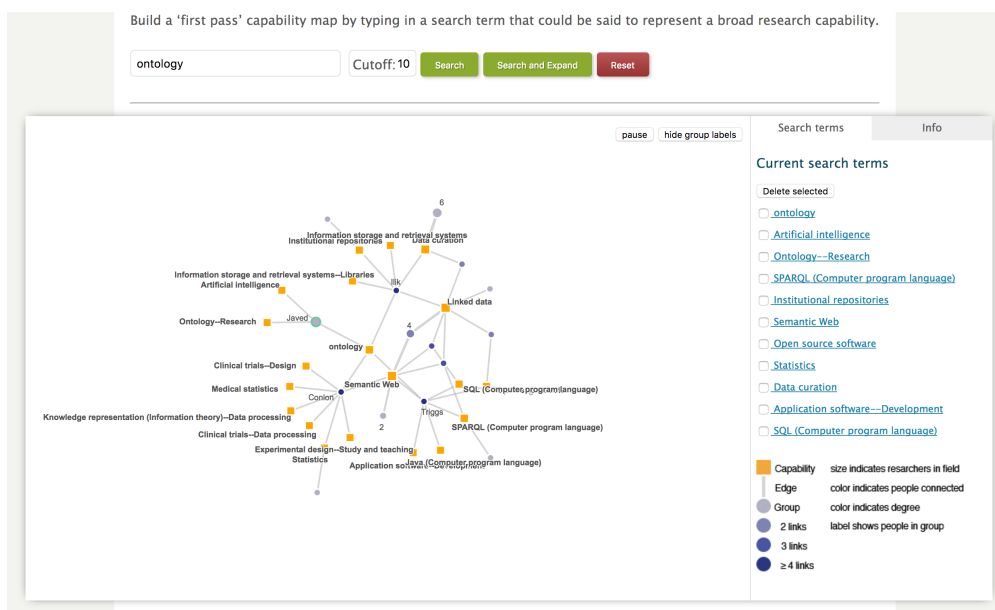 Build a ‘first pass’ capability map by typing in a search term that could be said to represent a broad research capability.
ontology
Cutoff: 10
Search
Search and Expand
Reset
pause
hide group labels
6
Information storage and retrieval systems
Institutional repositories
Data curation
Information storage and retrieval systems--Libraries
Artificial intelligence
Ilik
Linked data
Ontology--Research
Javed
4
ontology
Clinical trials--Design
Semantic Web
Medical statistics
SQL (Computer program language)
Conlon
Triggs
Knowledge representation (Information theory)--Data processing
2
SPARQL (Computer program language)
Clinical trials--Data processing
Experimental design--Study and teaching
Statistics
Java (Computer program language)
Application software--Development
Search terms
Info
Current search terms
Delete selected
ontology
Artificial intelligence
Ontology--Research
SPARQL (Computer program language)
Institutional repositories
Semantic Web
Open source software
Statistics
Data curation
Application software--Development
SQL (Computer program language)
Capability size indicates resarchers in field
Edge color indicates people connected
Group color indicates degree
2 links label shows people in group
3 links
≥ 4 links